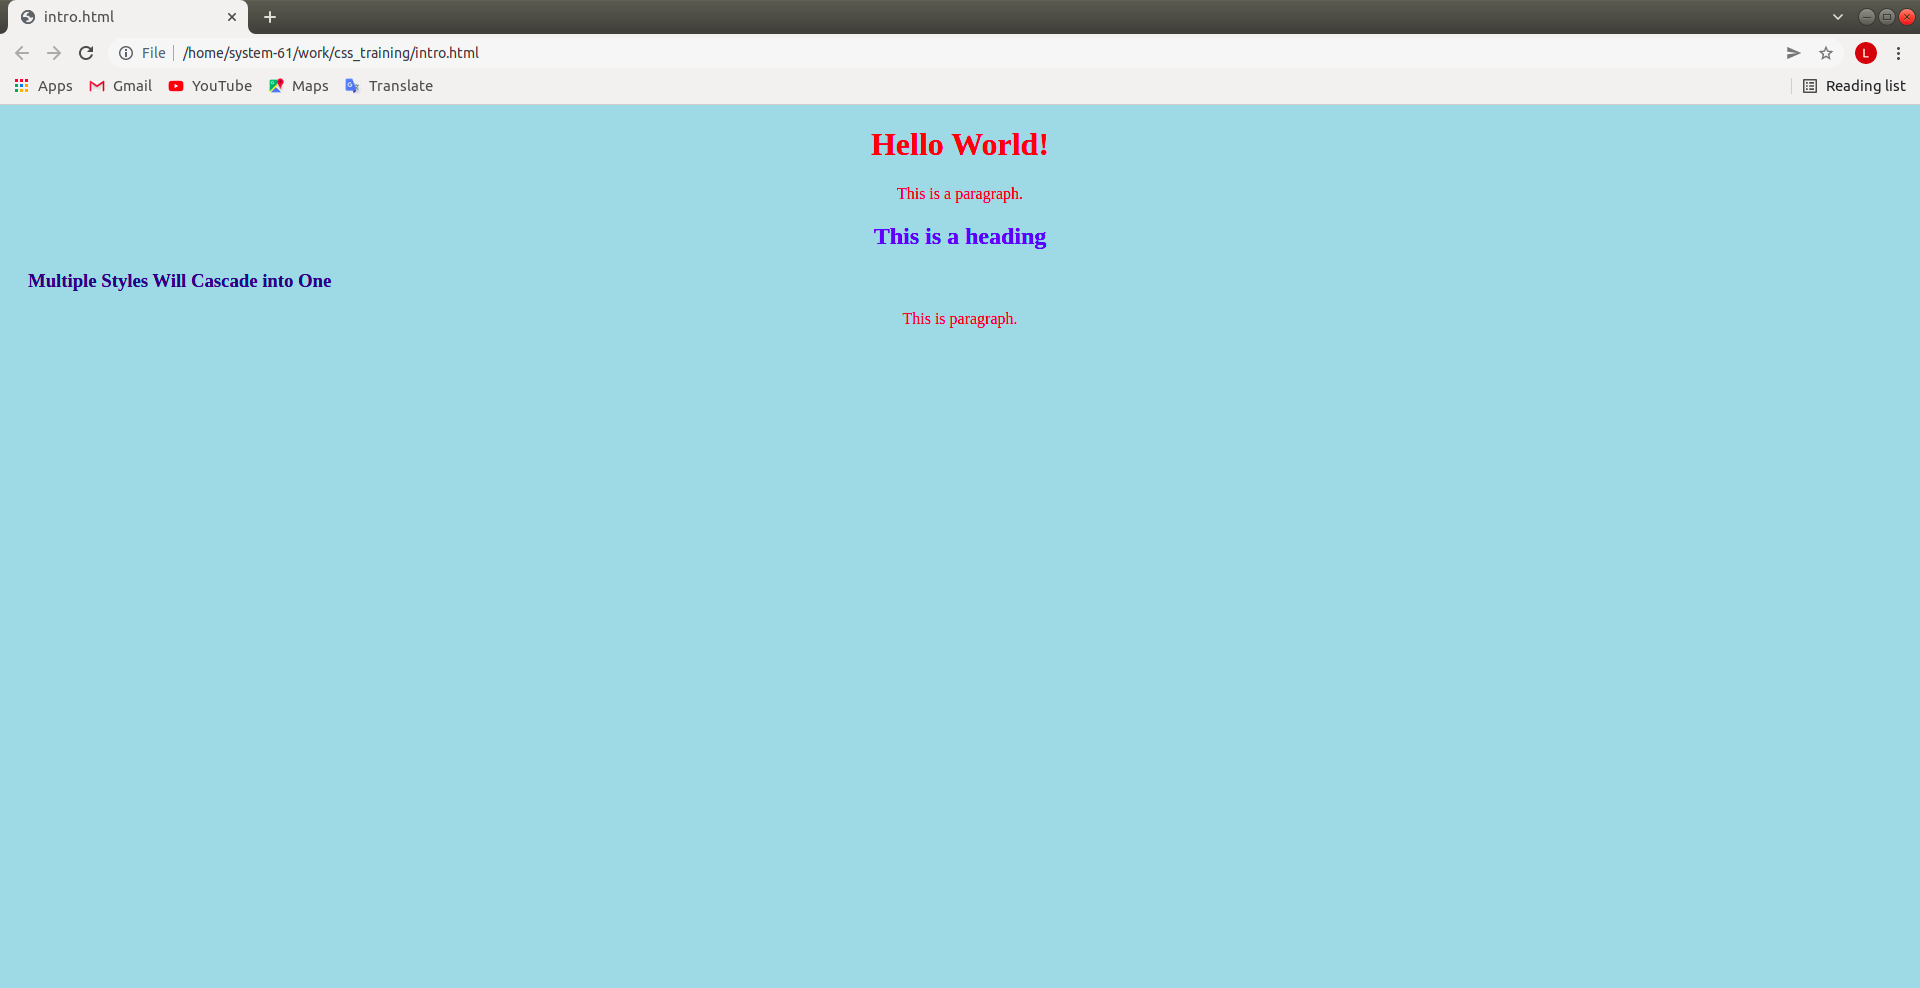 intro.html
File /home/system-61/work/css_training/intro.html L
Apps Gmail YouTube Maps Translate Reading list
Hello World!
This is a paragraph.
This is a heading
Multiple Styles Will Cascade into One
This is paragraph.